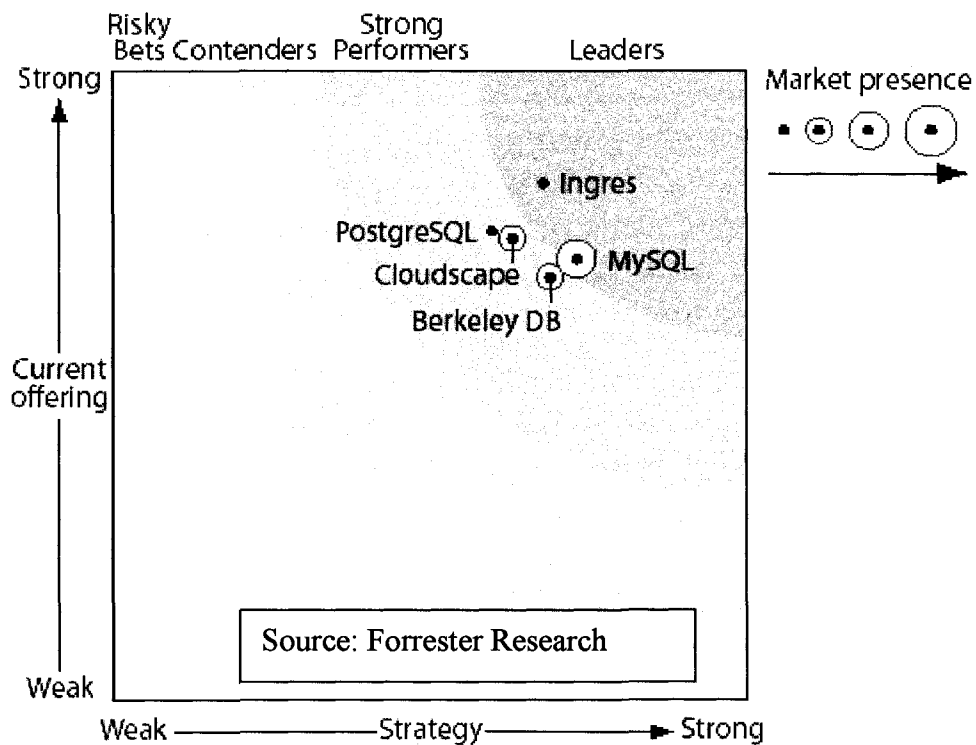 Risky
Bets Contenders
Strong
Performers
Leaders
Strong
Market presence
Ingres
PostgreSQL
Cloudscape
MySQL
Berkeley DB
Current
offering
Source: Forrester Research
Weak
Weak
Strategy
Strong